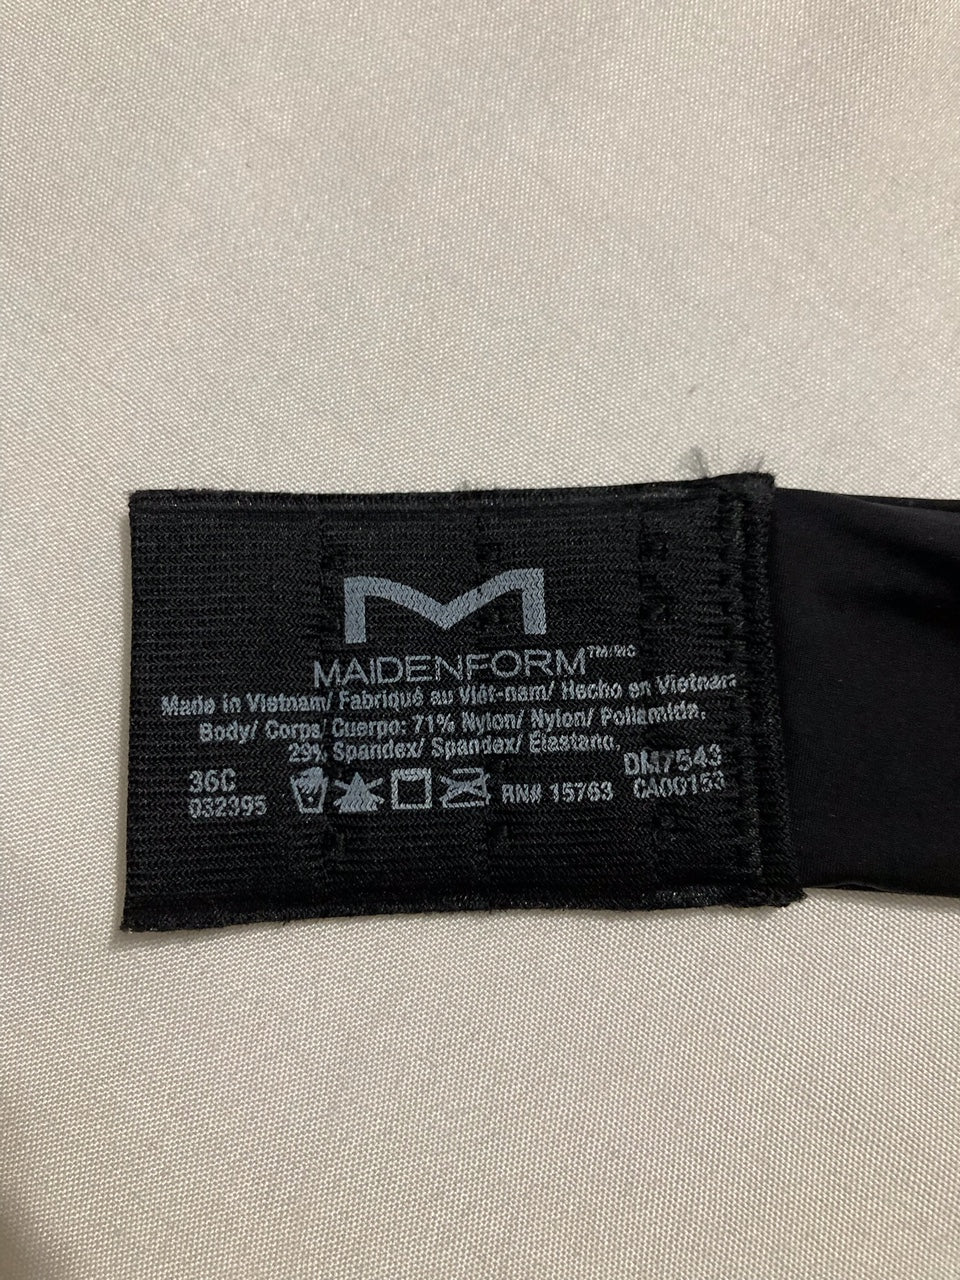 MAIDENFORM™/MC
Made in Vietnam/ Fabriqué au Viêt-nam/ Hecho en Vietnam
Body/ Corps/ Cuerpo: 71% Nylon/ Nylon/ Poliamida,
29% Spandex/ Spandex/ Elastano,
36C DM7543
032395 RN# 15763 CA00153